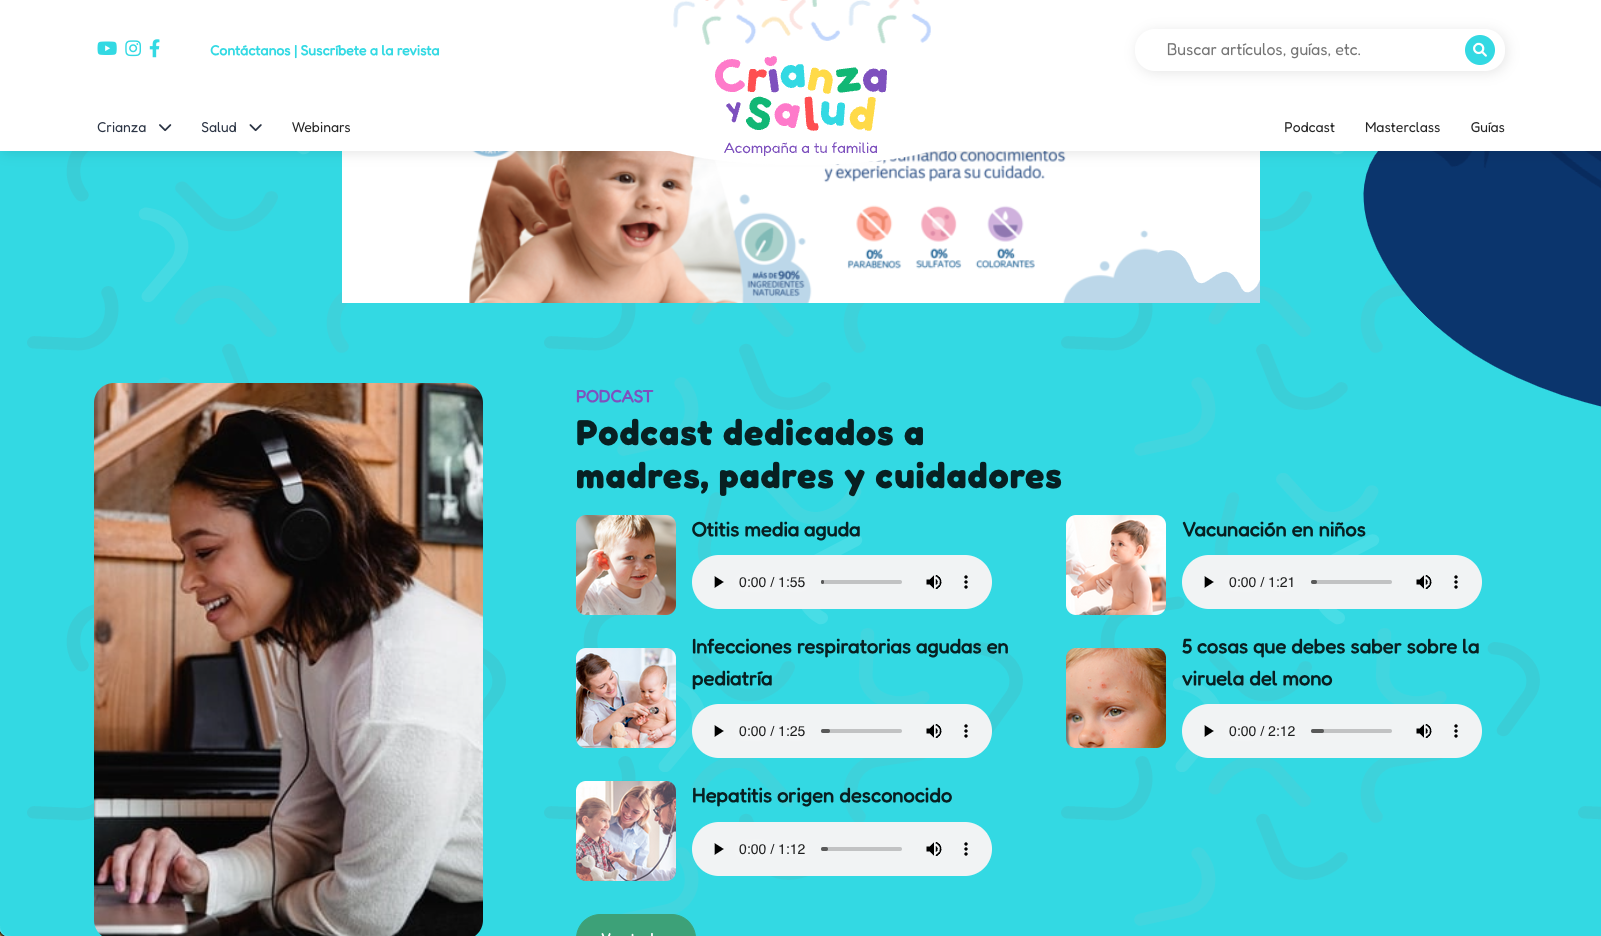 Contáctanos | Suscríbete a la revista
Crianza
y Salud
Acompaña a tu familia
Buscar artículos, guías, etc.
Crianza
Salud
Webinars
Podcast
Masterclass
Guías
sumando conocimientos
y experiencias para su cuidado.
MÁS DE 90%
INGREDIENTES
NATURALES
0%
PARABENOS
0%
SULFATOS
0%
COLORANTES
PODCAST
Podcast dedicados a
madres, padres y cuidadores
Otitis media aguda
0:00 / 1:55
Vacunación en niños
0:00 / 1:21
Infecciones respiratorias agudas en
pediatría
0:00 / 1:25
5 cosas que debes saber sobre la
viruela del mono
0:00 / 2:12
Hepatitis origen desconocido
0:00 / 1:12